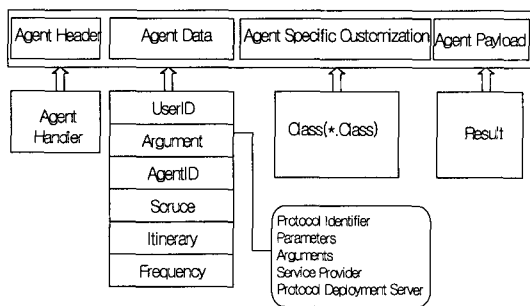 Agent Header
Agent Data
Agent Specific Customization
Agent Payload
Agent
Handler
UserID
Argument
AgentID
Scruce
Itinerary
Frequency
Class(*.Class)
Result
Protocol Identifier
Parameters
Arguments
Service Provider
Protocol Deployment Server